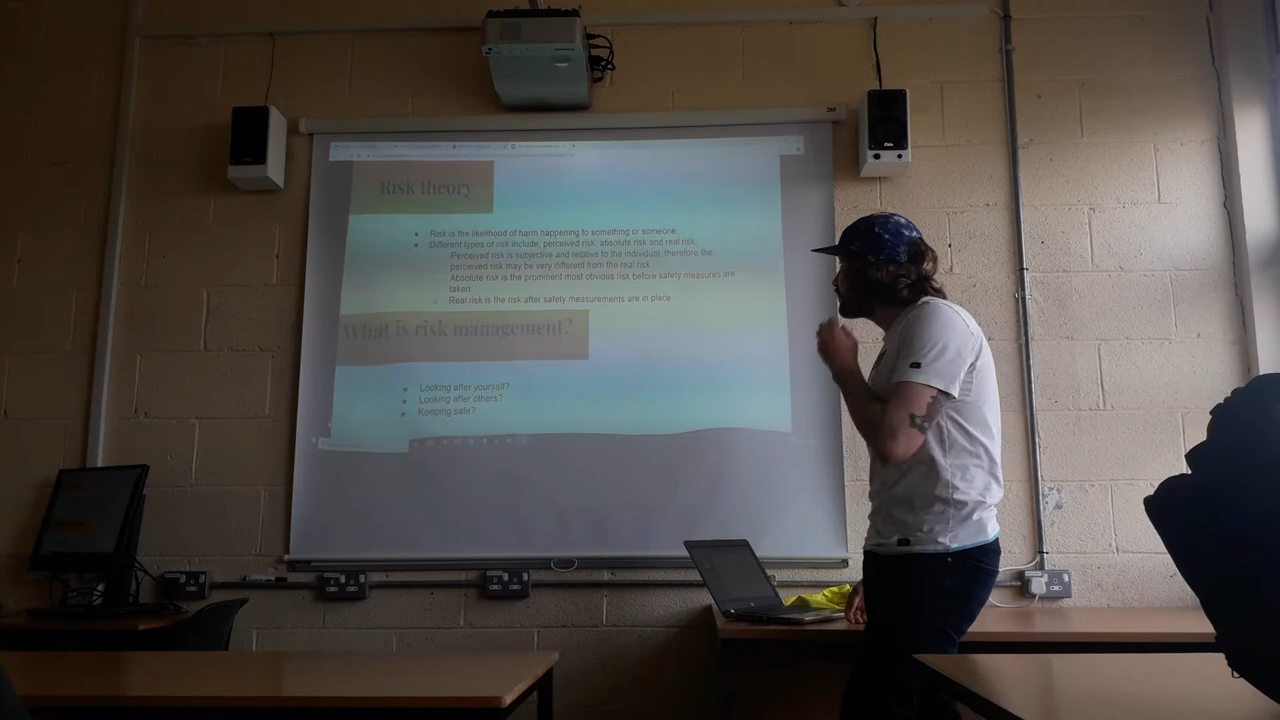 3M
Risk theory
Risk is the likelihood of harm happening to something or someone.
Different types of risk include; perceived risk, absolute risk and real risk.
Perceived risk is subjective and relative to the individual, therefore the
perceived risk may be very different from the real risk.
Absolute risk is the prominent most obvious risk before safety measures are
taken
Real risk is the risk after safety measurements are in place
What is risk management?
Looking after yourself?
Looking after others?
Keeping safe?